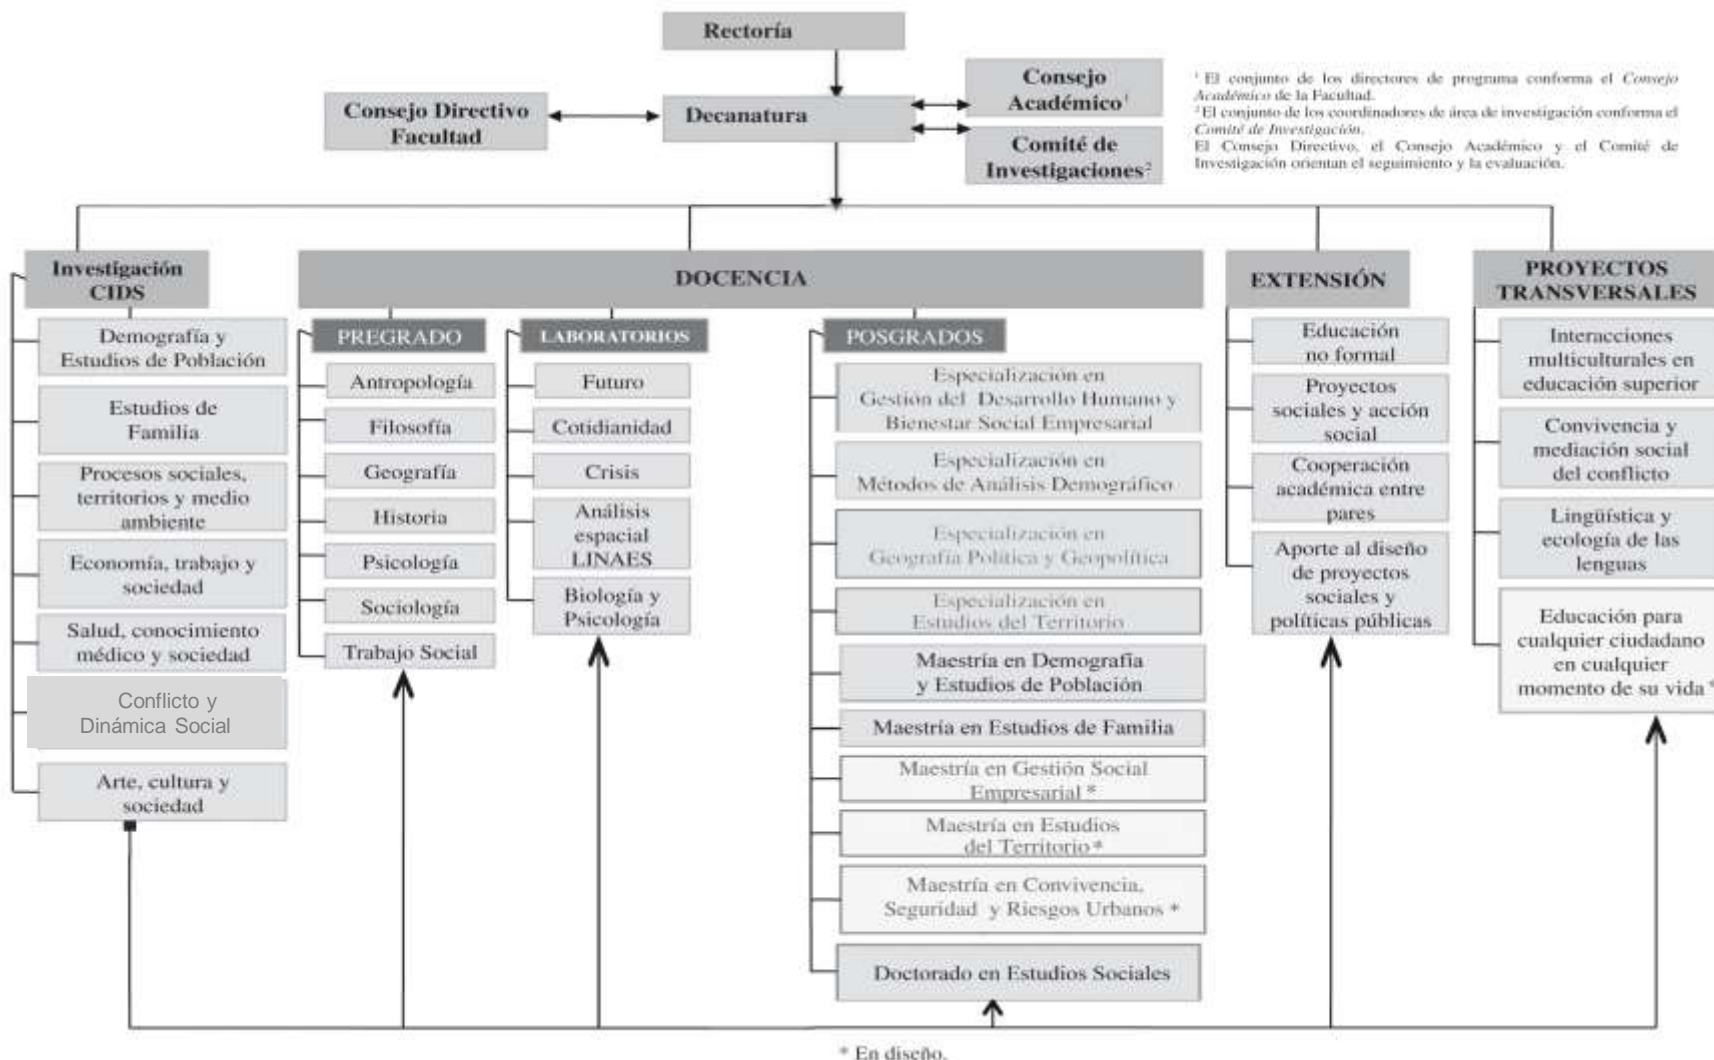 Rectoría
Consejo Directivo
Facultad
Decanatura
Consejo
Académico¹
Comité de
Investigaciones²
¹ El conjunto de los directores de programa conforma el Consejo
Académico de la Facultad.
² El conjunto de los coordinadores de área de investigación conforma el
Comité de Investigación.
El Consejo Directivo, el Consejo Académico y el Comité de
Investigación orientan el seguimiento y la evaluación.
Investigación
CIDS
Demografía y
Estudios de Población
Estudios de
Familia
Procesos sociales,
territorios y medio
ambiente
Economía, trabajo y
sociedad
Salud, conocimiento
médico y sociedad
Conflicto y
Dinámica Social
Arte, cultura y
sociedad
DOCENCIA
PREGRADO
Antropología
Filosofía
Geografía
Historia
Psicología
Sociología
Trabajo Social
LABORATORIOS
Futuro
Cotidianidad
Crisis
Análisis
espacial
LINAES
Biología y
Psicología
POSGRADOS
Especialización en
Gestión del Desarrollo Humano y
Bienestar Social Empresarial
Especialización en
Métodos de Análisis Demográfico
Especialización en
Geografía Política y Geopolítica
Especialización en
Estudios del Territorio
Maestría en Demografía
y Estudios de Población
Maestría en Estudios de Familia
Maestría en Gestión Social
Empresarial *
Maestría en Estudios
del Territorio *
Maestría en Convivencia,
Seguridad y Riesgos Urbanos *
Doctorado en Estudios Sociales
EXTENSIÓN
Educación
no formal
Proyectos
sociales y acción
social
Cooperación
académica entre
pares
Aporte al diseño
de proyectos
sociales y
políticas públicas
PROYECTOS
TRANSVERSALES
Interacciones
multiculturales en
educación superior
Convivencia y
mediación social
del conflicto
Lingüística y
ecología de las
lenguas
Educación para
cualquier ciudadano
en cualquier
momento de su vida *
* En diseño.